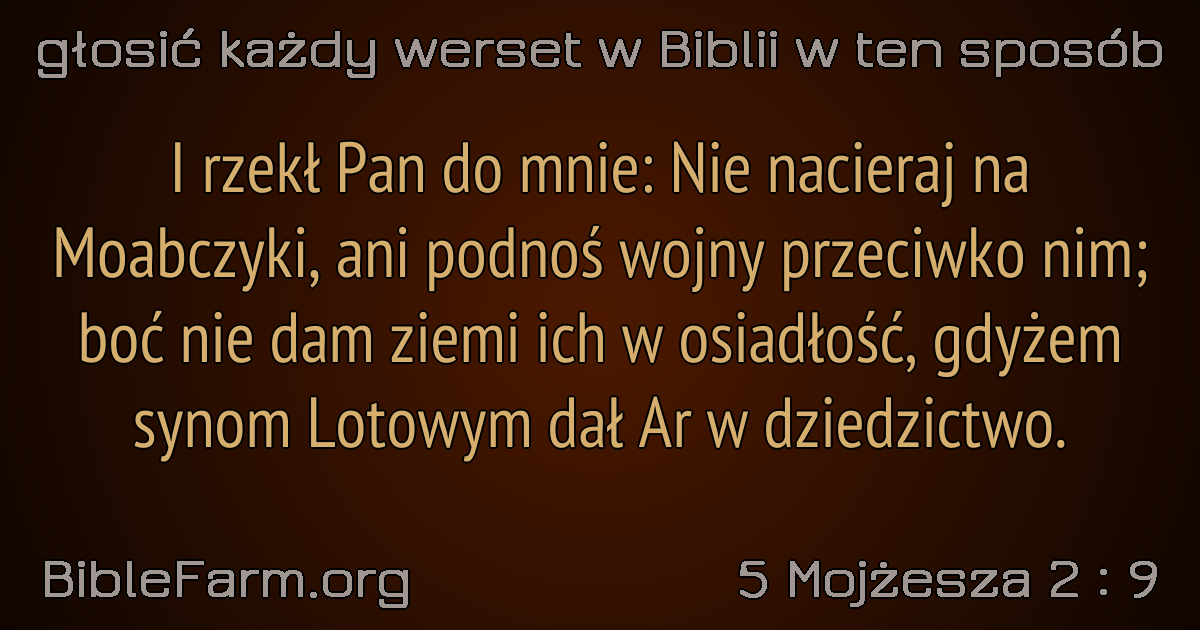 głosić każdy werset w Biblii w ten sposób
I rzekł Pan do mnie: Nie nacieraj na
Moabczyki, ani podnoś wojny przeciwko nim;
boć nie dam ziemi ich w osiadłość, gdyżem
synom Lotowym dał Ar w dziedzictwo.
BibleFarm.org
5 Mojżesza 2 : 9